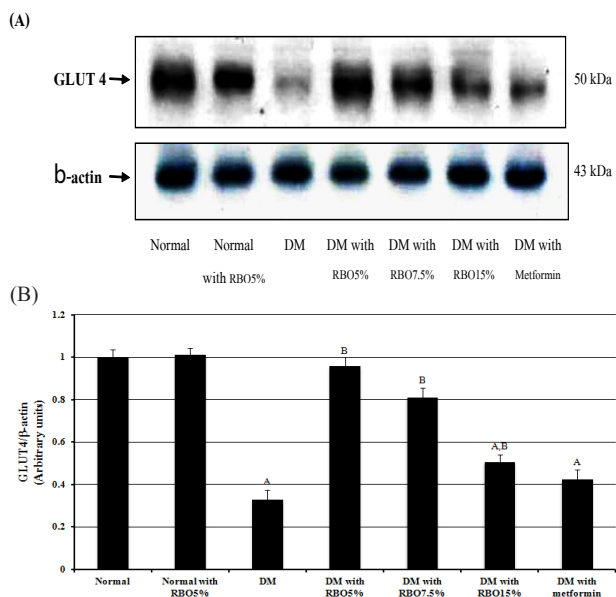 (A)
GLUT 4
50 kDa
b-actin
43 kDa
Normal Normal DM DM with DM with DM with DM with
with RBO5% RBO5% RBO7.5% RBO15% Metformin
(B)
1.2
1
0.8
0.6
0.4
0.2
0
GLUT4/β-actin
(Arbitrary units)
A
B
B
A,B
A
Normal Normal with DM DM with DM with DM with DM with
RBO5% RBO5% RBO7.5% RBO15% metformin